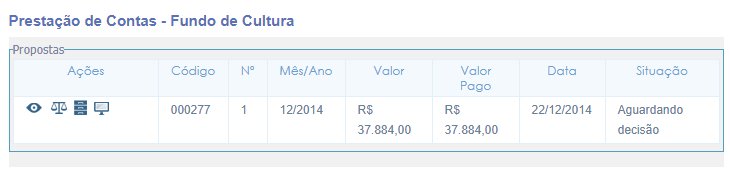 Prestação de Contas - Fundo de Cultura
Propostas
Ações Código Nº Mês/Ano Valor Valor Pago Data Situação
000277 1 12/2014 R$ 37.884,00 R$ 37.884,00 22/12/2014 Aguardando decisão